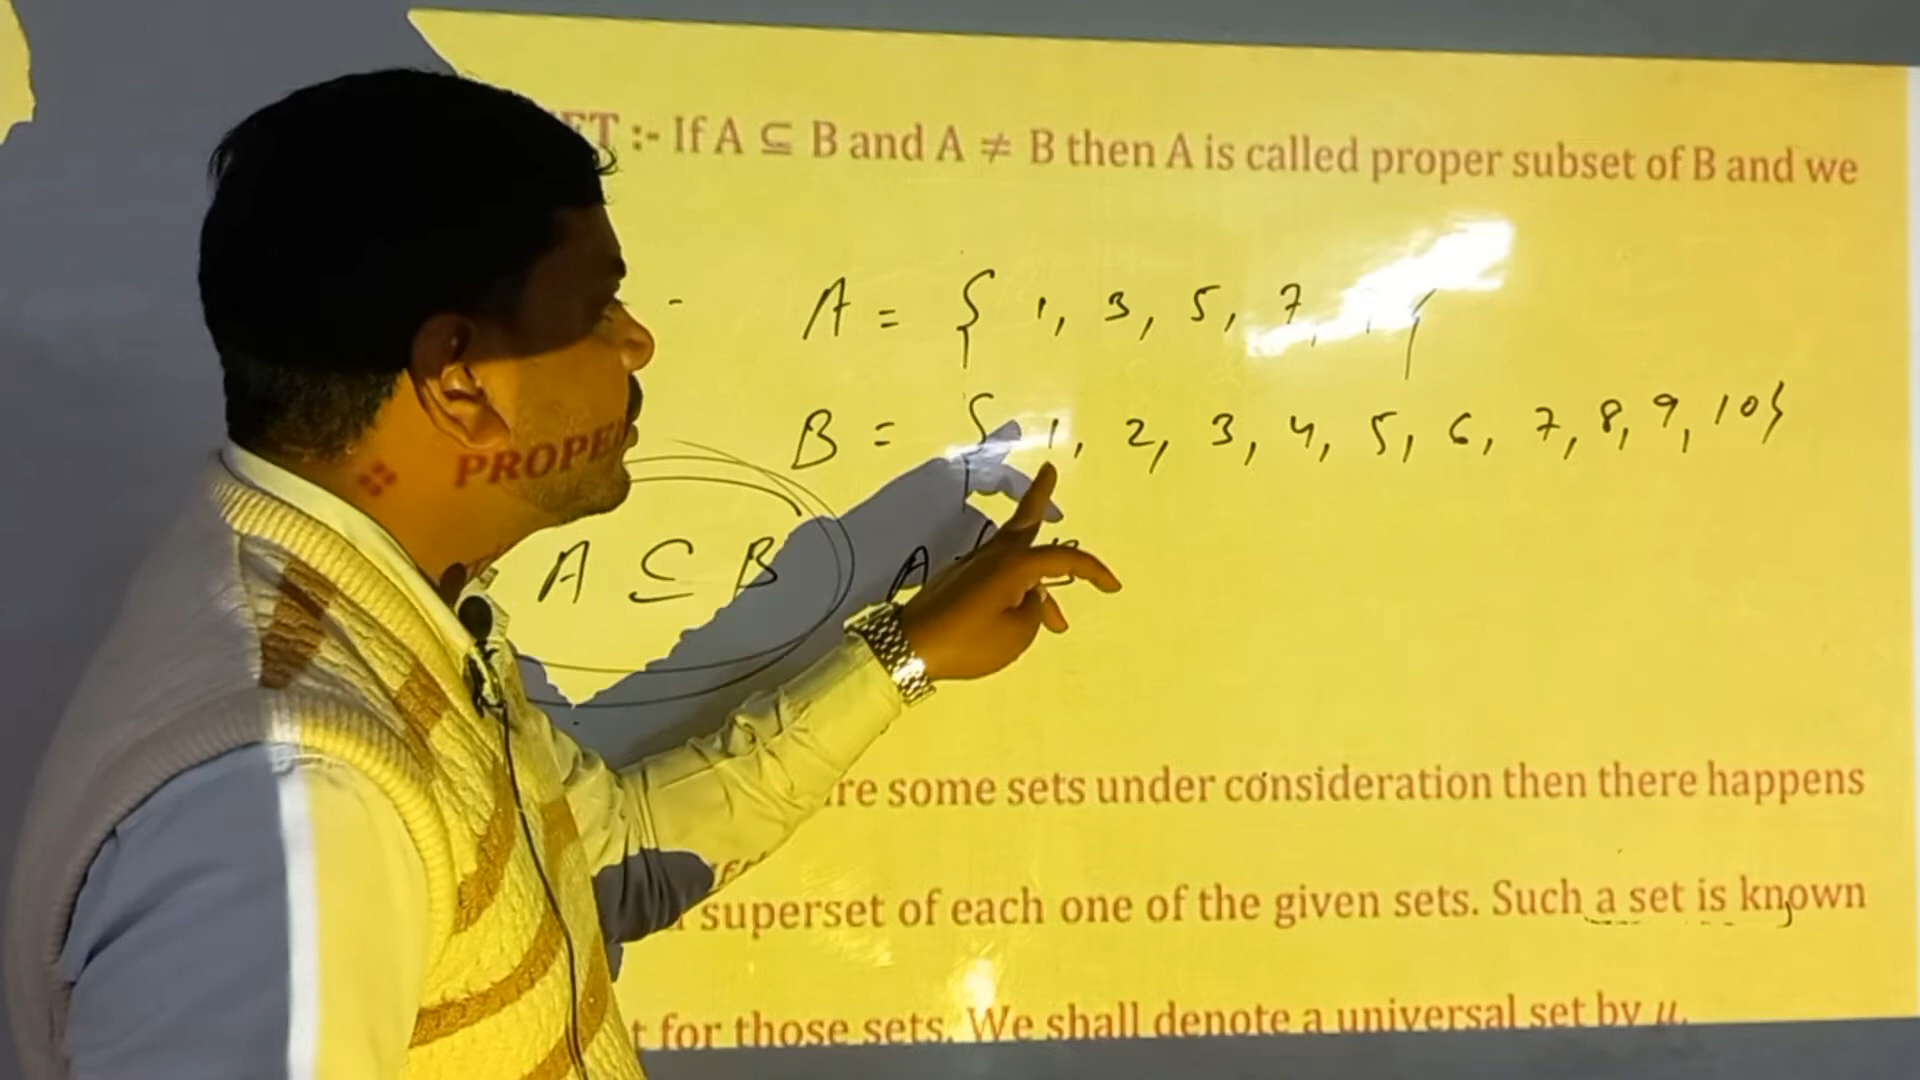 :- If A ⊆ B and A ≠ B then A is called proper subset of B and we
A = { 1, 3, 5, 7, }
B = { 1, 2, 3, 4, 5, 6, 7, 8, 9, 10}
❖ PROPE
A ⊆ B A B
some sets under consideration then there happens
superset of each one of the given sets. Such a set is known
for those sets. We shall denote a universal set by μ.